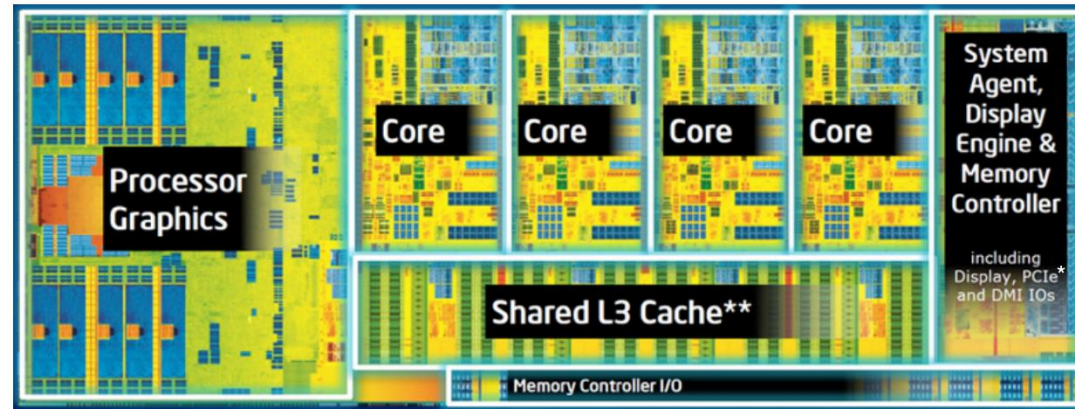 Processor
Graphics
Core
Core
Core
Core
System
Agent,
Display
Engine &
Memory
Controller
including
Display, PCIe*
and DMI IOs
Shared L3 Cache**
Memory Controller I/O